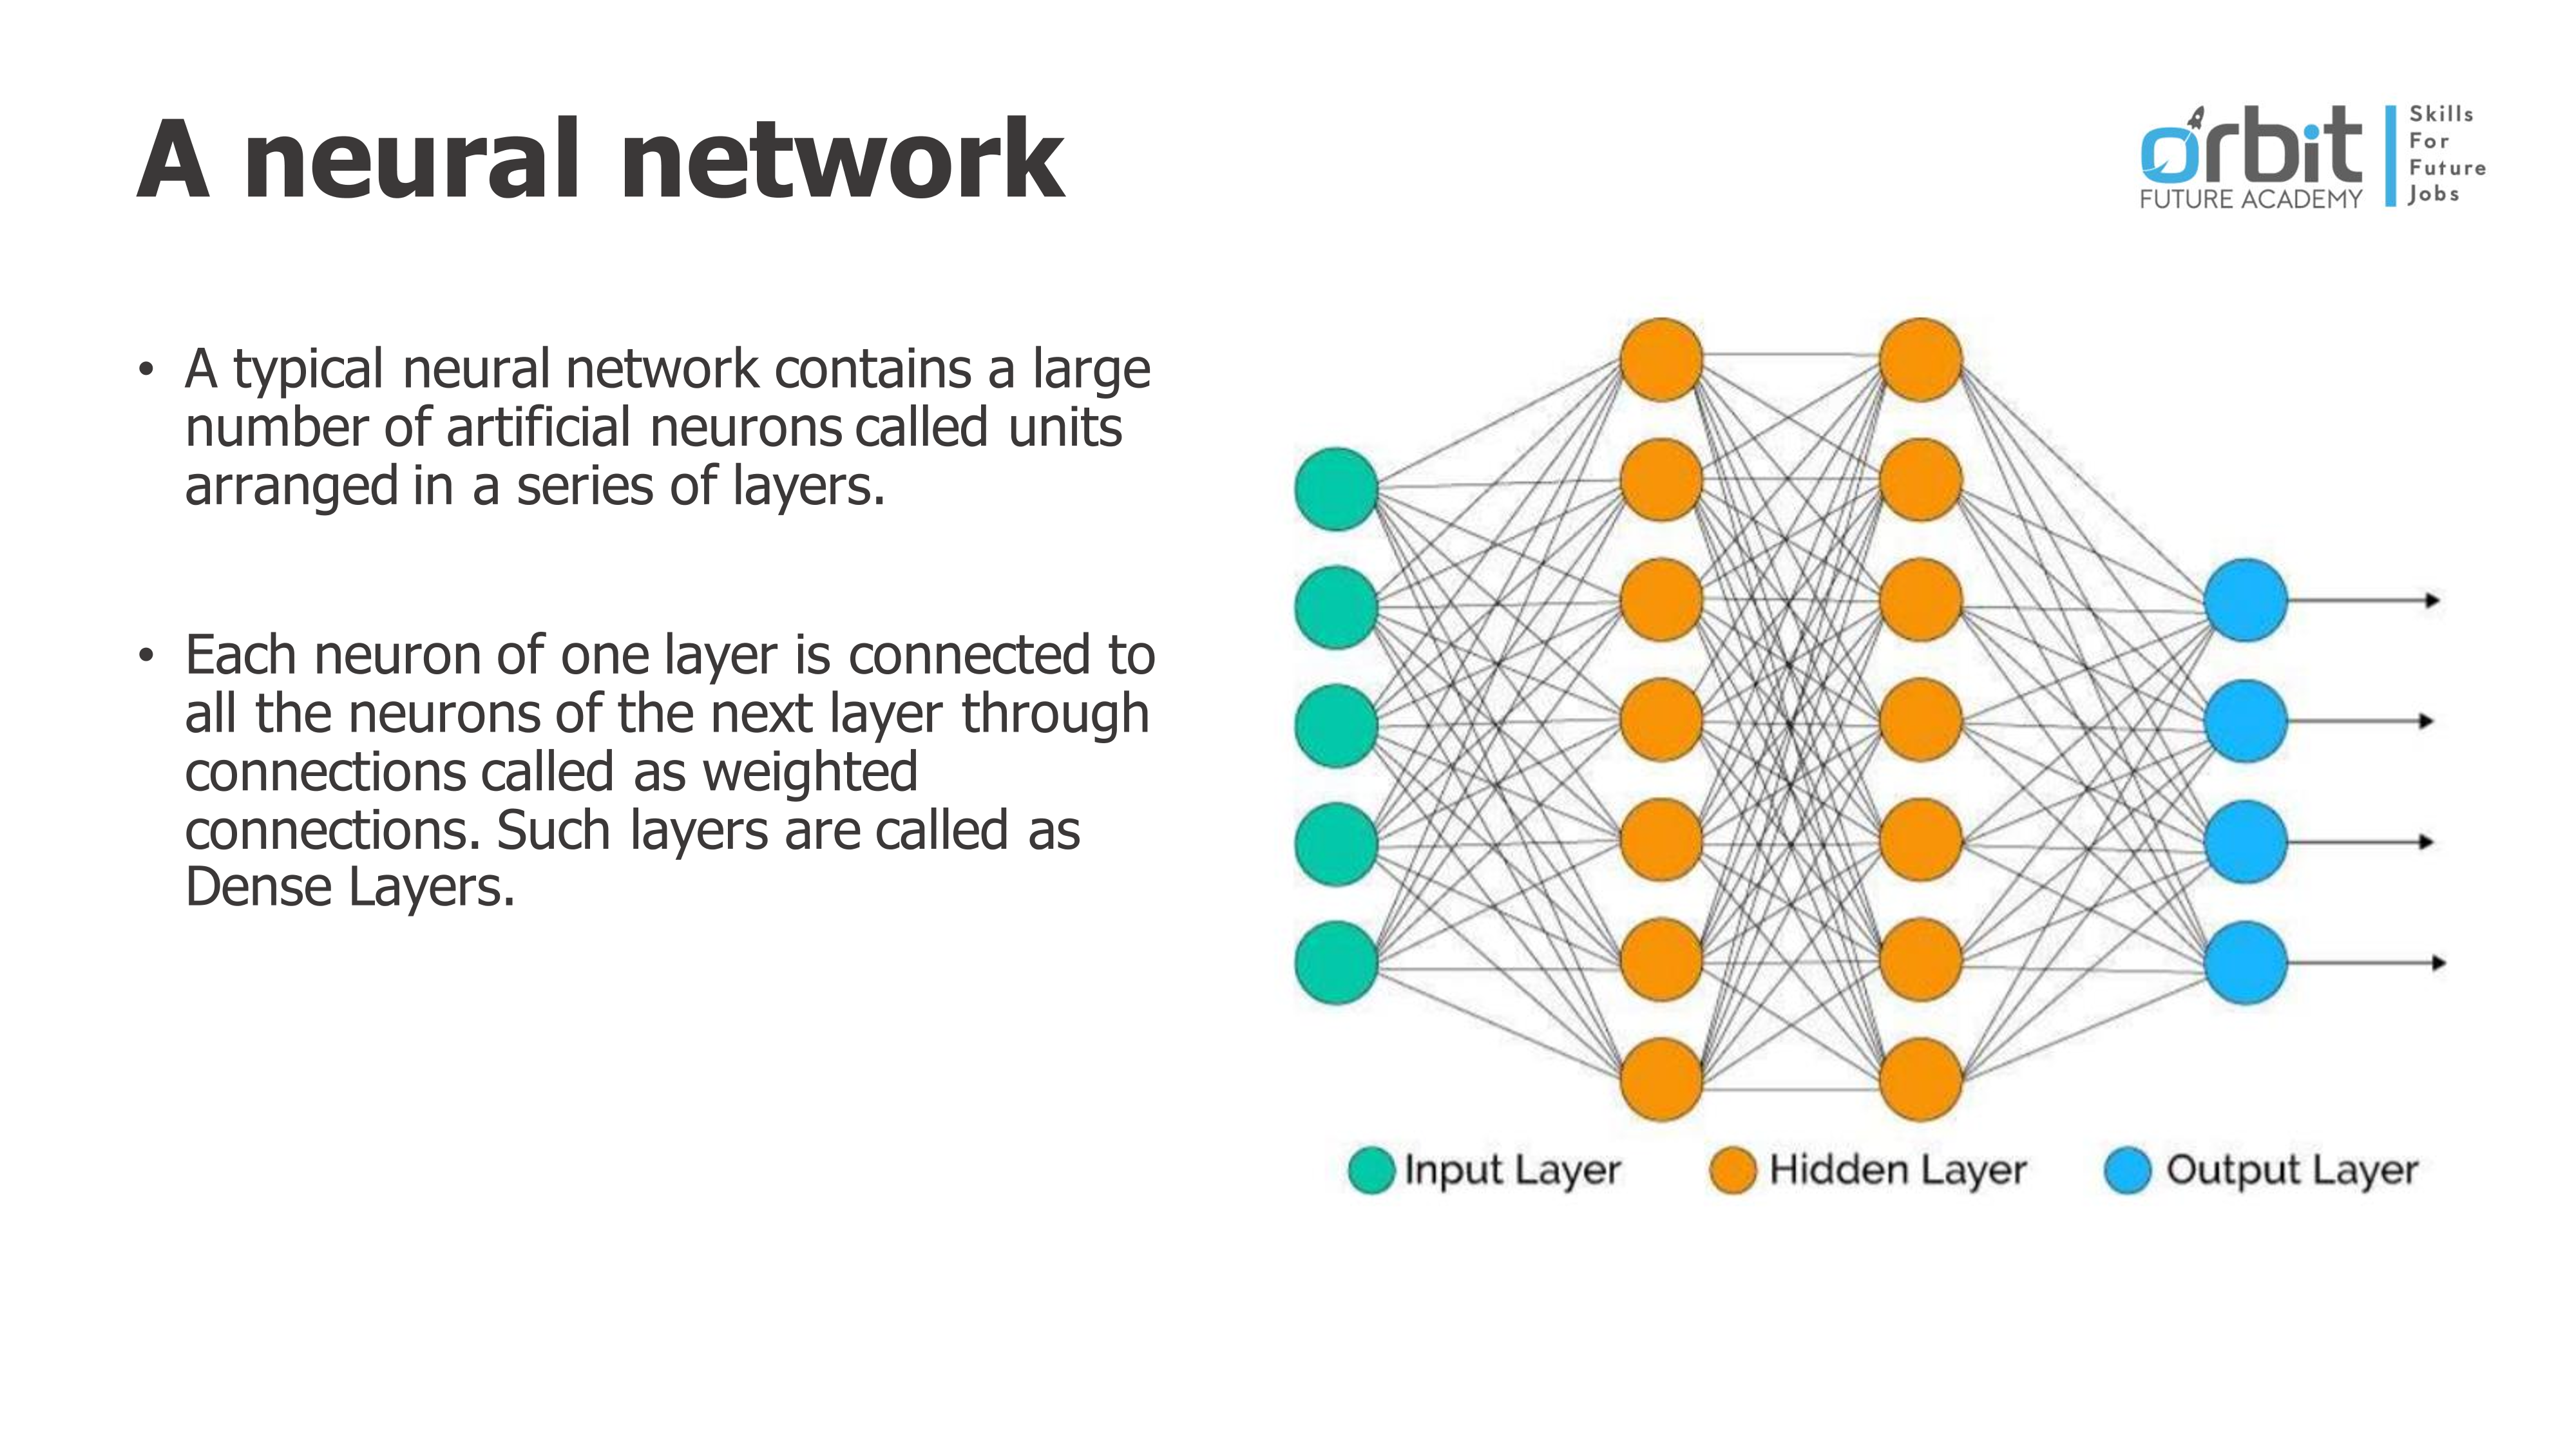 A neural network
orbit
FUTURE ACADEMY
Skills
For
Future
Jobs
• A typical neural network contains a large
number of artificial neurons called units
arranged in a series of layers.
• Each neuron of one layer is connected to
all the neurons of the next layer through
connections called as weighted
connections. Such layers are called as
Dense Layers.
Input Layer
Hidden Layer
Output Layer